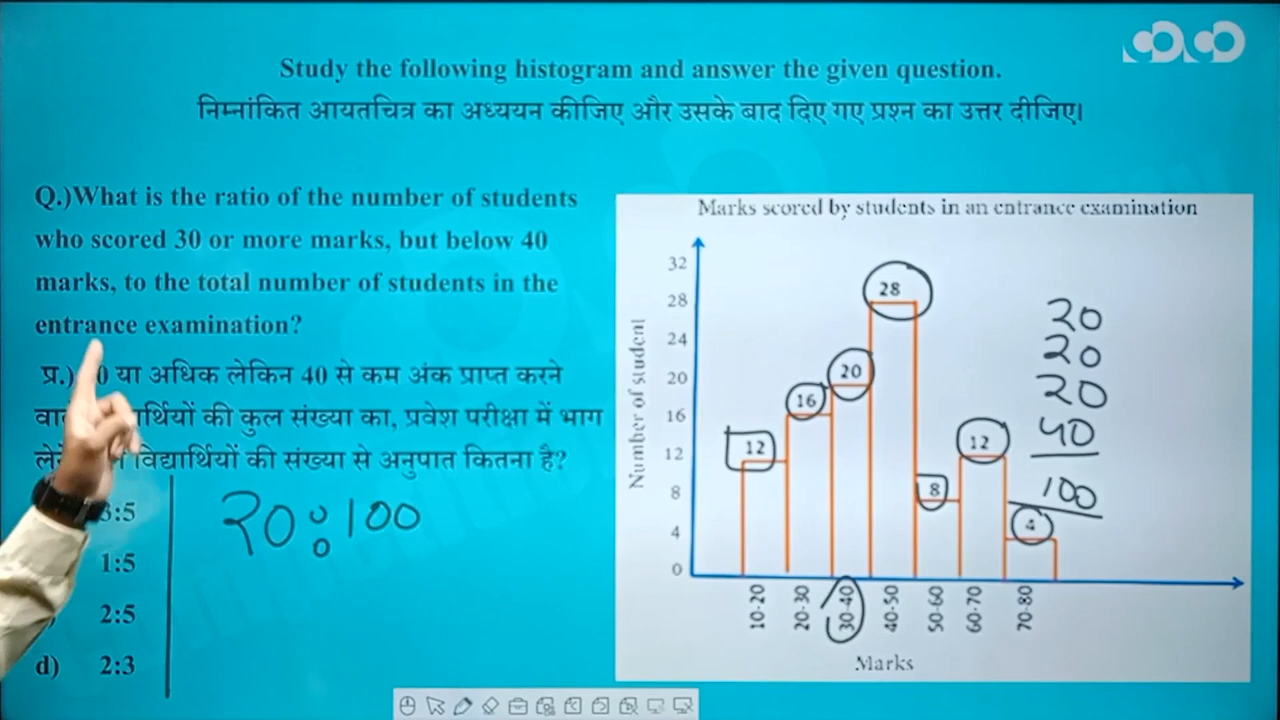 Study the following histogram and answer the given question.
निम्नांकित आयतचित्र का अध्ययन कीजिए और उसके बाद दिए गए प्रश्न का उत्तर दीजिए।
Q.)What is the ratio of the number of students
who scored 30 or more marks, but below 40
marks, to the total number of students in the
entrance examination?
प्र.) 0 या अधिक लेकिन 40 से कम अंक प्राप्त करने
र्थियों की कुल संख्या का, प्रवेश परीक्षा में भाग
विद्यार्थियों की संख्या से अनुपात कितना है?
3:5
1:5
2:5
d) 2:3
20:100
Marks scored by students in an entrance examination
Number of student
32
28
24
20
16
12
8
4
0
12
16
20
28
8
12
4
10-20
20-30
30-40
40-50
50-60
60-70
70-80
Marks
20
20
20
40
100